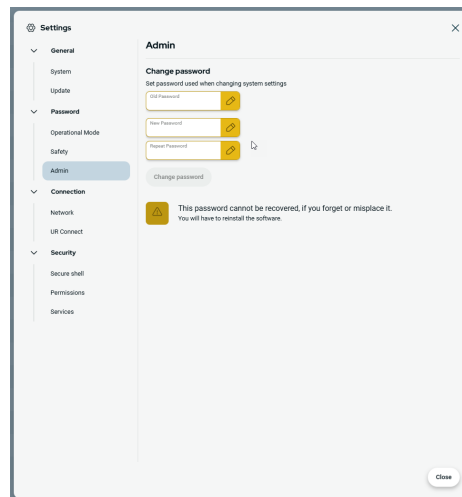 Settings
General
System
Update
Password
Operational Mode
Safety
Admin
Connection
Network
UR Connect
Security
Secure shell
Permissions
Services
Admin
Change password
Set password used when changing system settings
Old Password
New Password
Repeat Password
Change password
This password cannot be recovered, if you forget or misplace it.
You will have to reinstall the software.
Close